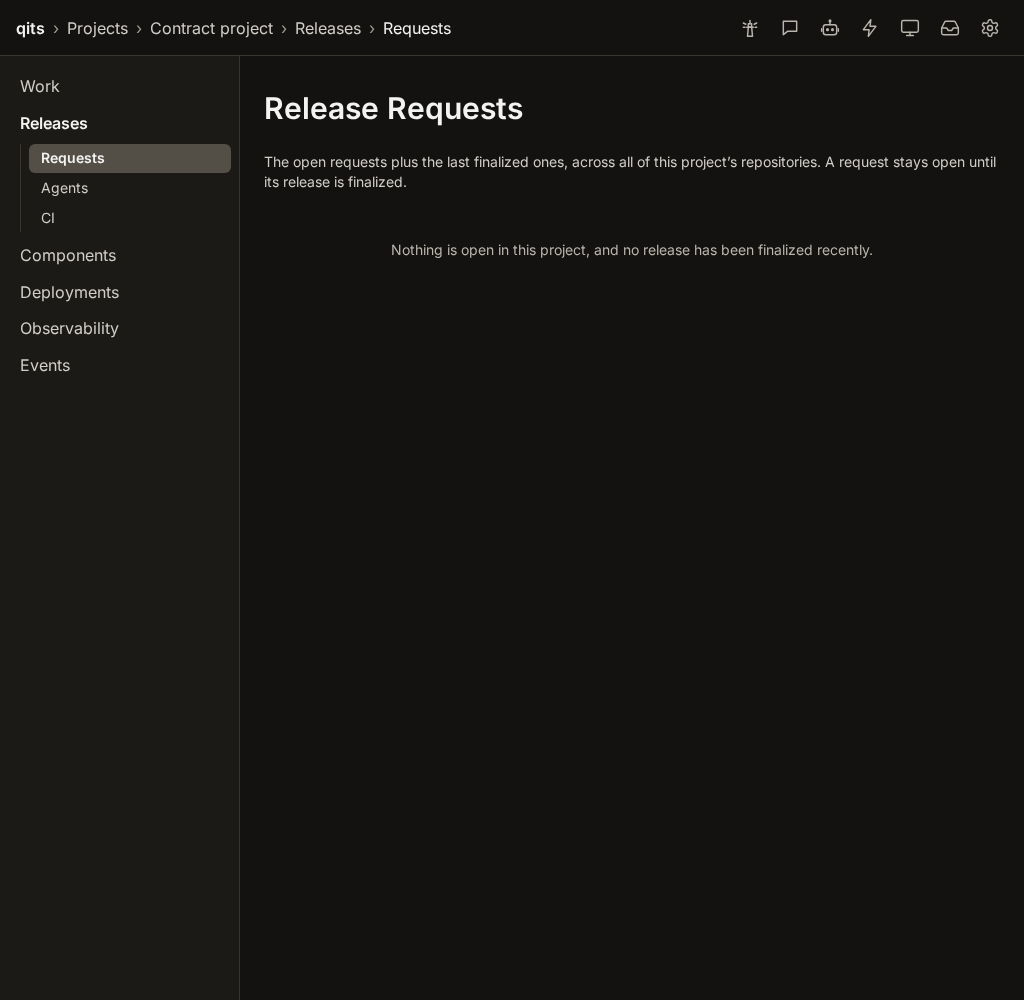 qits › Projects › Contract project › Releases › Requests
Work
Releases
Requests
Agents
CI
Components
Deployments
Observability
Events
Release Requests
The open requests plus the last finalized ones, across all of this project’s repositories. A request stays open until
its release is finalized.
Nothing is open in this project, and no release has been finalized recently.